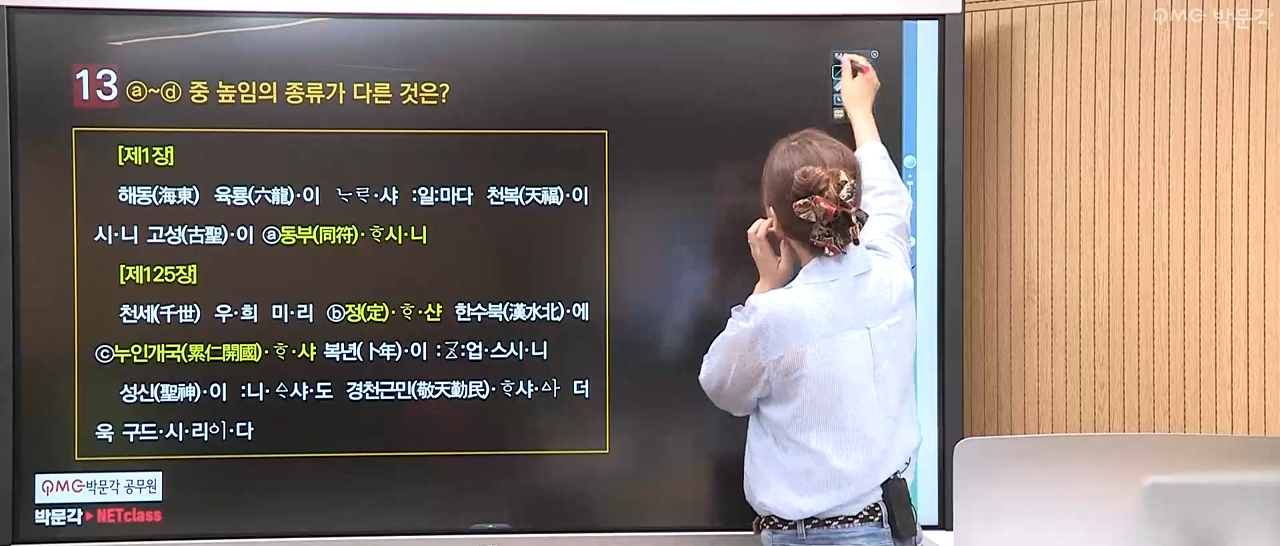 13 ⓐ~ⓓ 중 높임의 종류가 다른 것은?
[제1장]
해동(海東) 육룡(六龍)·이 ᄂᆞᄅᆞ·샤 :일:마다 천복(天福)·이
시·니 고성(古聖)·이 ⓐ동부(同符)·ᄒᆞ시·니
[제125장]
천세(千世) 우·희 미·리 ⓑ정(定)·ᄒᆞ·샨 한수북(漢水北)·에
ⓒ누인개국(累仁開國)·ᄒᆞ·샤 복년(卜年)·이 :ᄀᆞᇫ:업·스시·니
성신(聖神)·이 :니·ᅀᆞ샤·도 경천근민(敬天勤民)·ᄒᆞ샤·ᅀᅡ 더
욱 구드·시·리ᅌᅵ·다
PMG박문각 공무원
박문각 NETclass
PMG 박문각